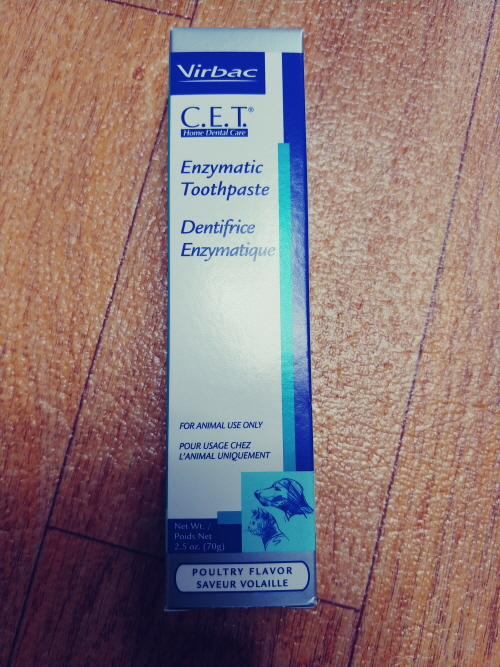 Virbac
C.E.T.®
Home Dental Care
Enzymatic
Toothpaste
Dentifrice
Enzymatique
FOR ANIMAL USE ONLY
POUR USAGE CHEZ
L'ANIMAL UNIQUEMENT
Net Wt. /
Poids Net
2.5 oz. (70g)
POULTRY FLAVOR
SAVEUR VOLAILLE